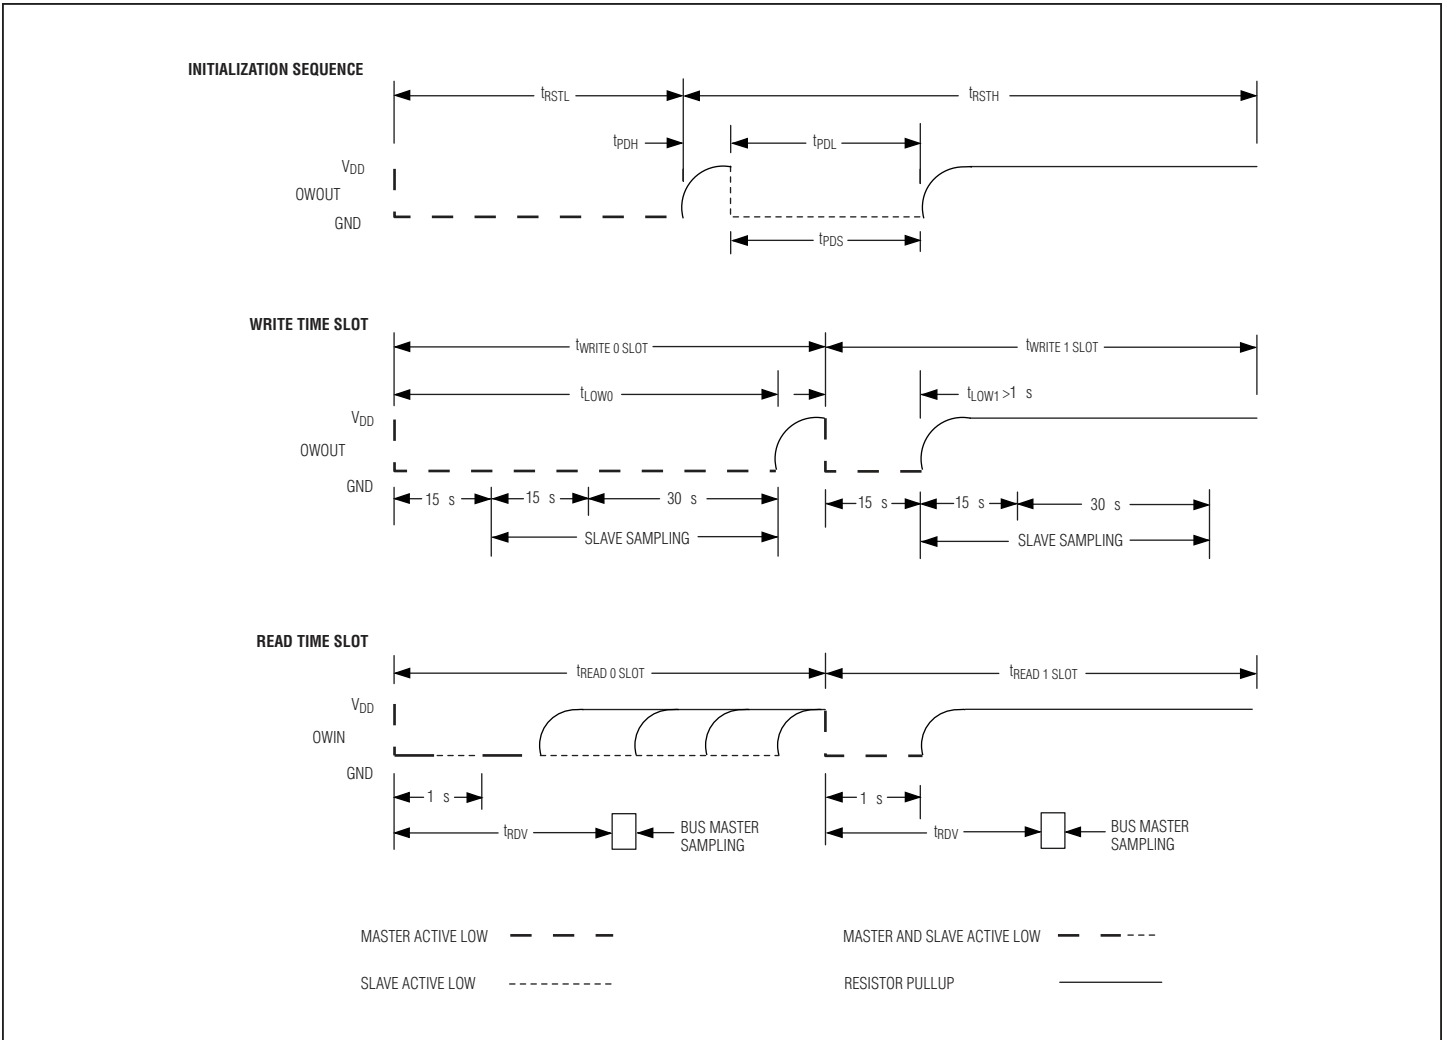 INITIALIZATION SEQUENCE
tRSTL
tRSTH
tPDH
tPDL
VDD
OWOUT
GND
tPDS
WRITE TIME SLOT
tWRITE 0 SLOT
tWRITE 1 SLOT
tLOW0
tLOW1 >1 s
VDD
OWOUT
GND
15 s
15 s
30 s
15 s
15 s
30 s
SLAVE SAMPLING
SLAVE SAMPLING
READ TIME SLOT
tREAD 0 SLOT
tREAD 1 SLOT
VDD
OWIN
GND
1 s
1 s
tRDV
BUS MASTER
SAMPLING
tRDV
BUS MASTER
SAMPLING
MASTER ACTIVE LOW
MASTER AND SLAVE ACTIVE LOW
SLAVE ACTIVE LOW
RESISTOR PULLUP